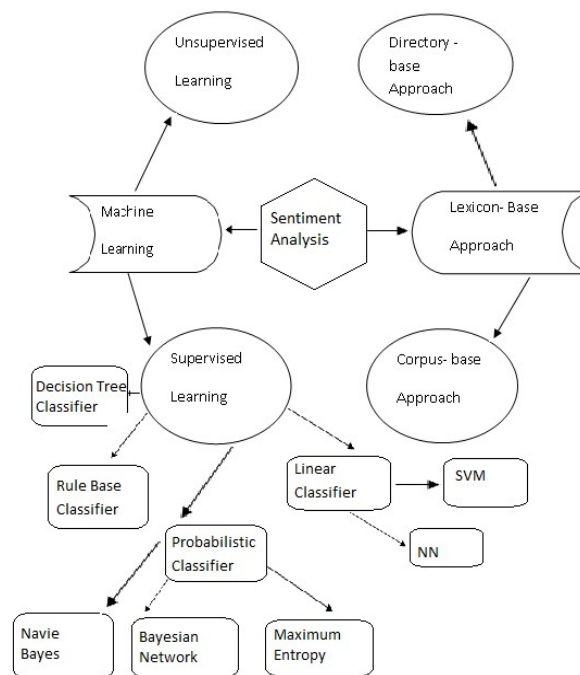 Unsupervised
Learning
Directory -
base
Approach
Machine
Learning
Sentiment
Analysis
Lexicon- Base
Approach
Supervised
Learning
Corpus- base
Approach
Decision Tree
Classifier
Rule Base
Classifier
Linear
Classifier
SVM
NN
Probabilistic
Classifier
Navie
Bayes
Bayesian
Network
Maximum
Entropy